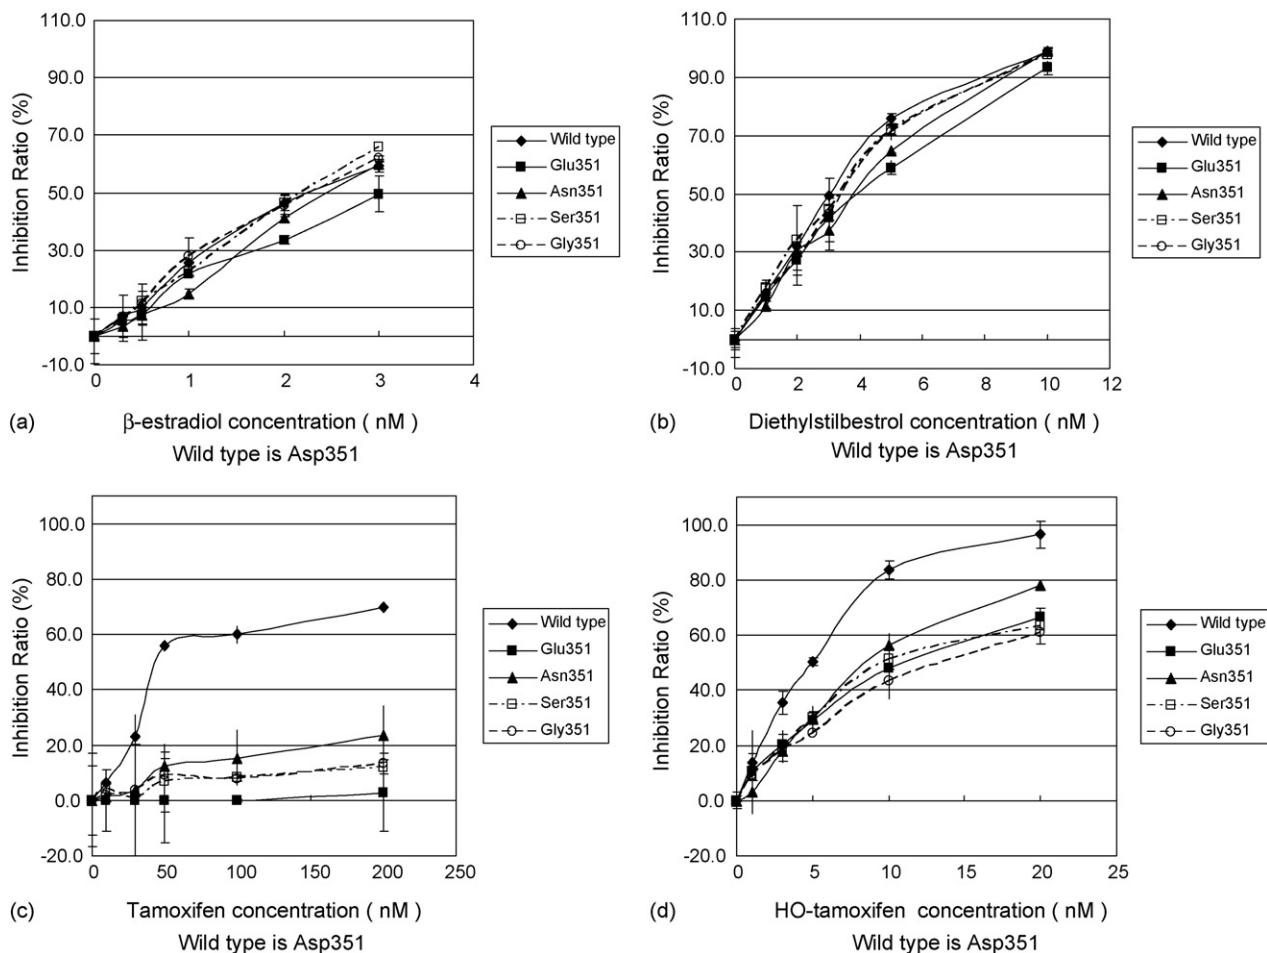 110.0
90.0
70.0
50.0
30.0
10.0
-10.0
0
1
2
3
4
Inhibition Ratio (%)
Wild type
Glu351
Asn351
Ser351
Gly351
(a) β-estradiol concentration ( nM )
Wild type is Asp351
110.0
90.0
70.0
50.0
30.0
10.0
-10.0
0
2
4
6
8
10
12
Inhibition Ratio (%)
Wild type
Glu351
Asn351
Ser351
Gly351
(b) Diethylstilbestrol concentration ( nM )
Wild type is Asp351
100.0
80.0
60.0
40.0
20.0
0.0
-20.0
0
50
100
150
200
250
Inhibition Ratio (%)
Wild type
Glu351
Asn351
Ser351
Gly351
(c) Tamoxifen concentration ( nM )
Wild type is Asp351
100.0
80.0
60.0
40.0
20.0
0.0
-20.0
0
5
10
15
20
25
Inhibition Ratio (%)
Wild type
Glu351
Asn351
Ser351
Gly351
(d) HO-tamoxifen concentration ( nM )
Wild type is Asp351